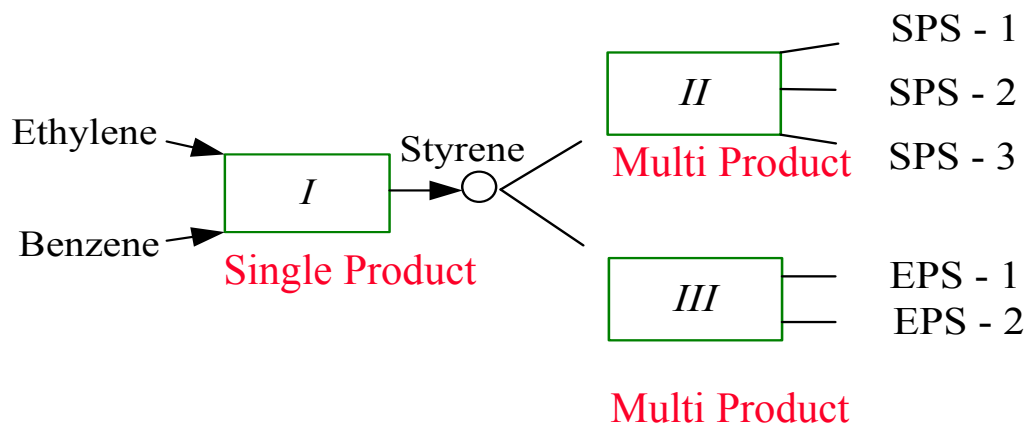 Ethylene
Benzene
I
Single Product
Styrene
II
Multi Product
SPS - 1
SPS - 2
SPS - 3
III
Multi Product
EPS - 1
EPS - 2